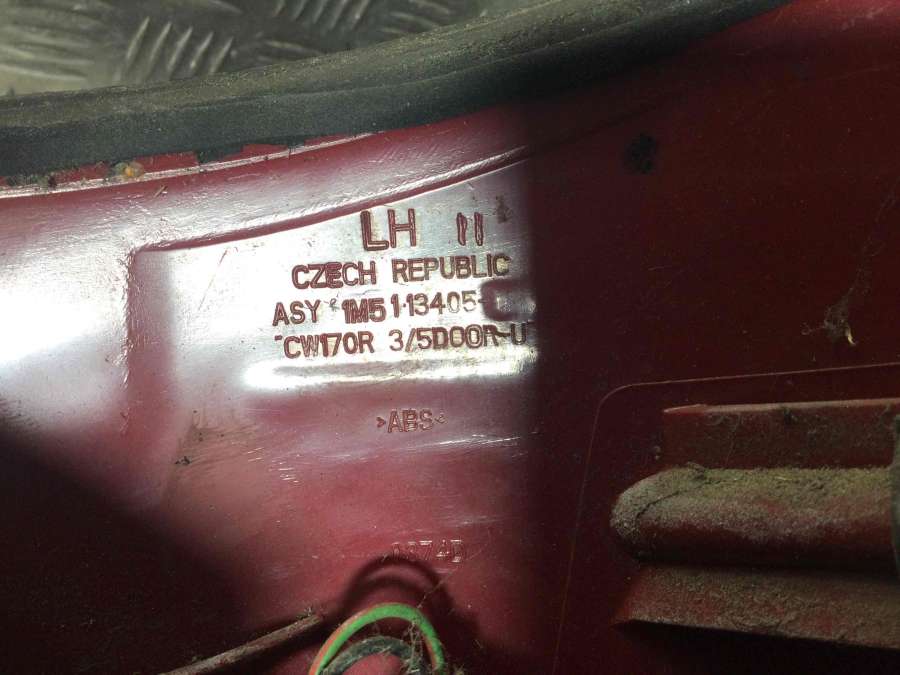 LH 11
CZECH REPUBLIC
ASY 1M51-13405-
CW170R 3/5DOOR-U
>ABS<